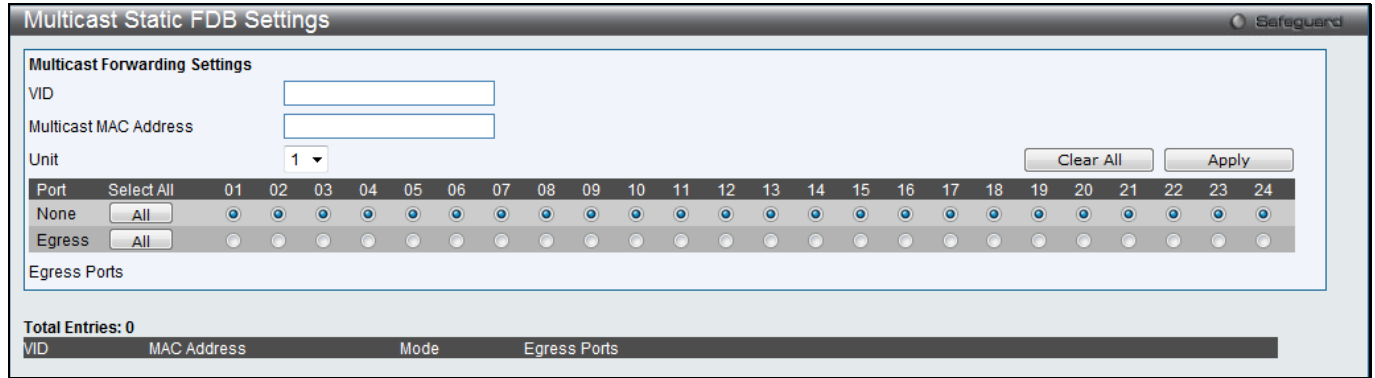 Multicast Static FDB Settings Safeguard
Multicast Forwarding Settings
VID
Multicast MAC Address
Unit 1 Clear All Apply
Port Select All 01 02 03 04 05 06 07 08 09 10 11 12 13 14 15 16 17 18 19 20 21 22 23 24
None All
Egress All
Egress Ports
Total Entries: 0
VID MAC Address Mode Egress Ports